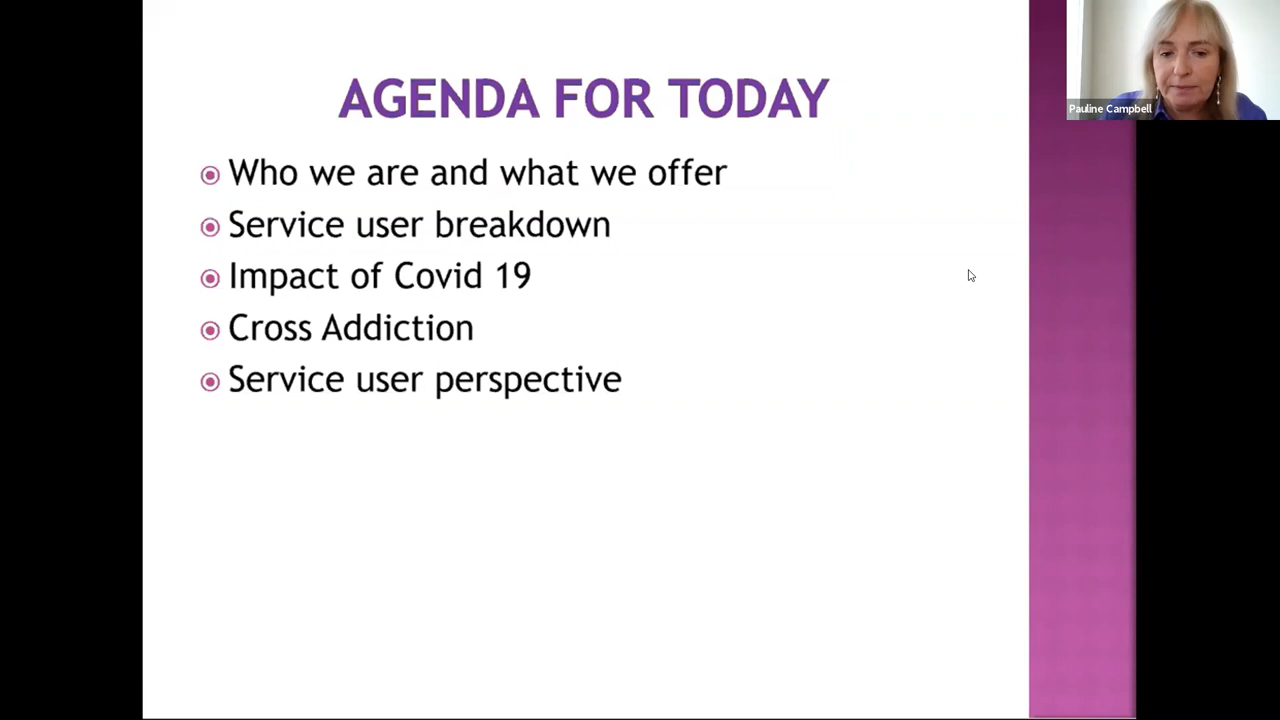 AGENDA FOR TODAY
Who we are and what we offer
Service user breakdown
Impact of Covid 19
Cross Addiction
Service user perspective
Pauline Campbell